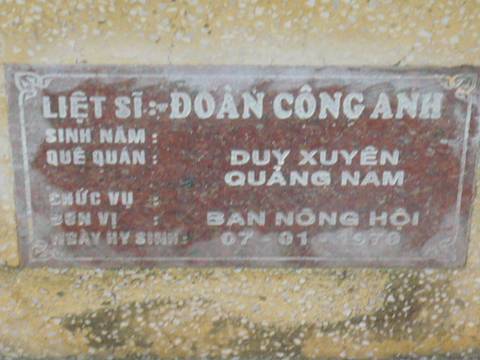 LIỆT SĨ : ĐOÀN CÔNG ANH
SINH NĂM :
QUÊ QUÁN : DUY XUYÊN
QUẢNG NAM
CHỨC VỤ :
ĐƠN VỊ : BAN NÔNG HỘI
NGÀY HY SINH : 07 - 01 - 1970